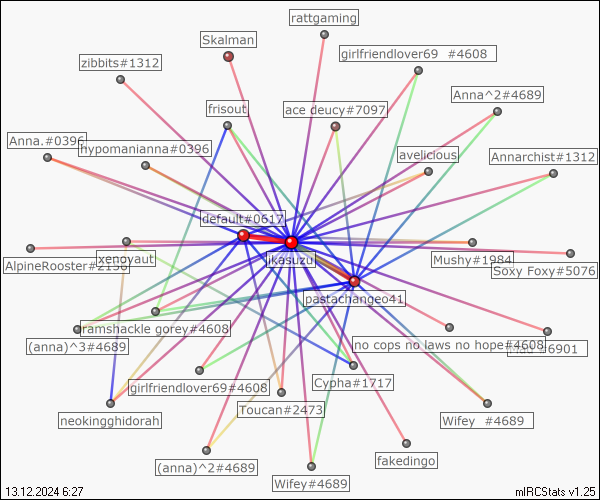 rattgaming
Skalman
girlfriendlover69 #4608
zibbits#1312
Anna^2#4689
frisout
ace deucy#7097
Anna.#0396
hypomanianna#0396
avelicious
Annarchist#1312
default#0617
jikasuzu
xenoyaut
AlpineRooster#2158
Mushy#1984
Soxy Foxy#5076
pastachangeo41
ramshackle gorey#4608
(anna)^3#4689
no cops no laws no hope#4608
#6901
girlfriendlover69#4608
Cypha#1717
Toucan#2473
neokingghidorah
Wifey #4689
(anna)^2#4689
fakedingo
Wifey#4689
13.12.2024 6:27
mIRCStats v1.25